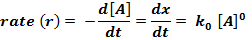 rate (r) = - d[A]/dt = dx/dt = k₀ [A]⁰